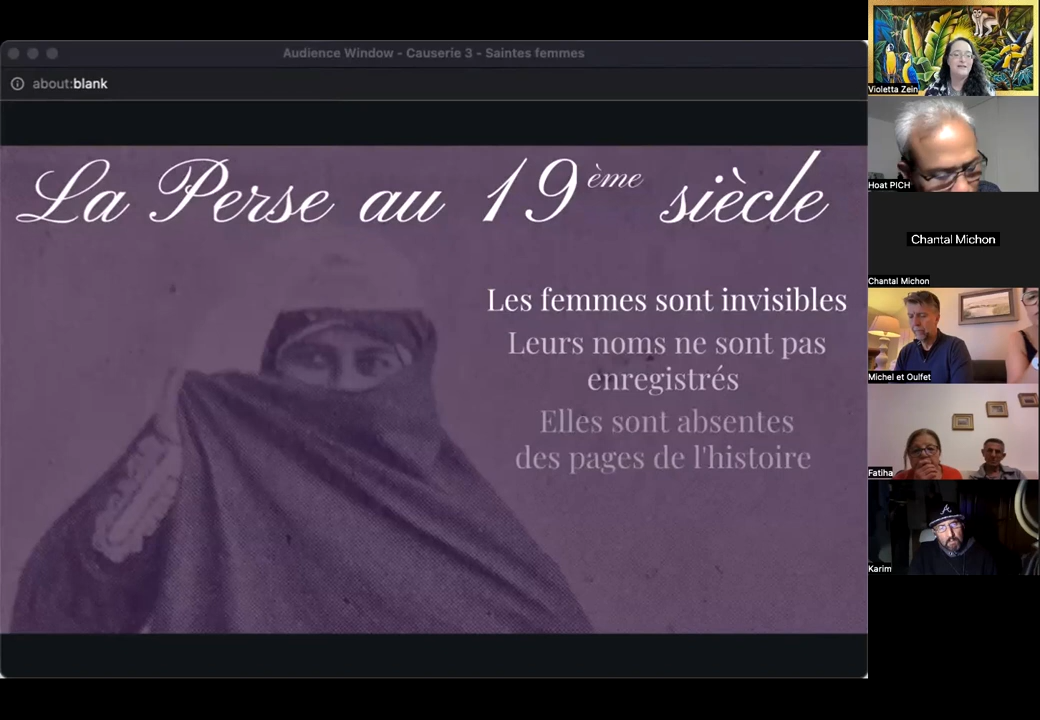 Audience Window - Causerie 3 - Saintes femmes
about:blank
La Perse au 19ème siècle
Les femmes sont invisibles
Leurs noms ne sont pas
enregistrés
Elles sont absentes
des pages de l'histoire
Violetta Zein
Hoat PICH
Chantal Michon
Chantal Michon
Michel et Oulfet
Fatiha
Karim